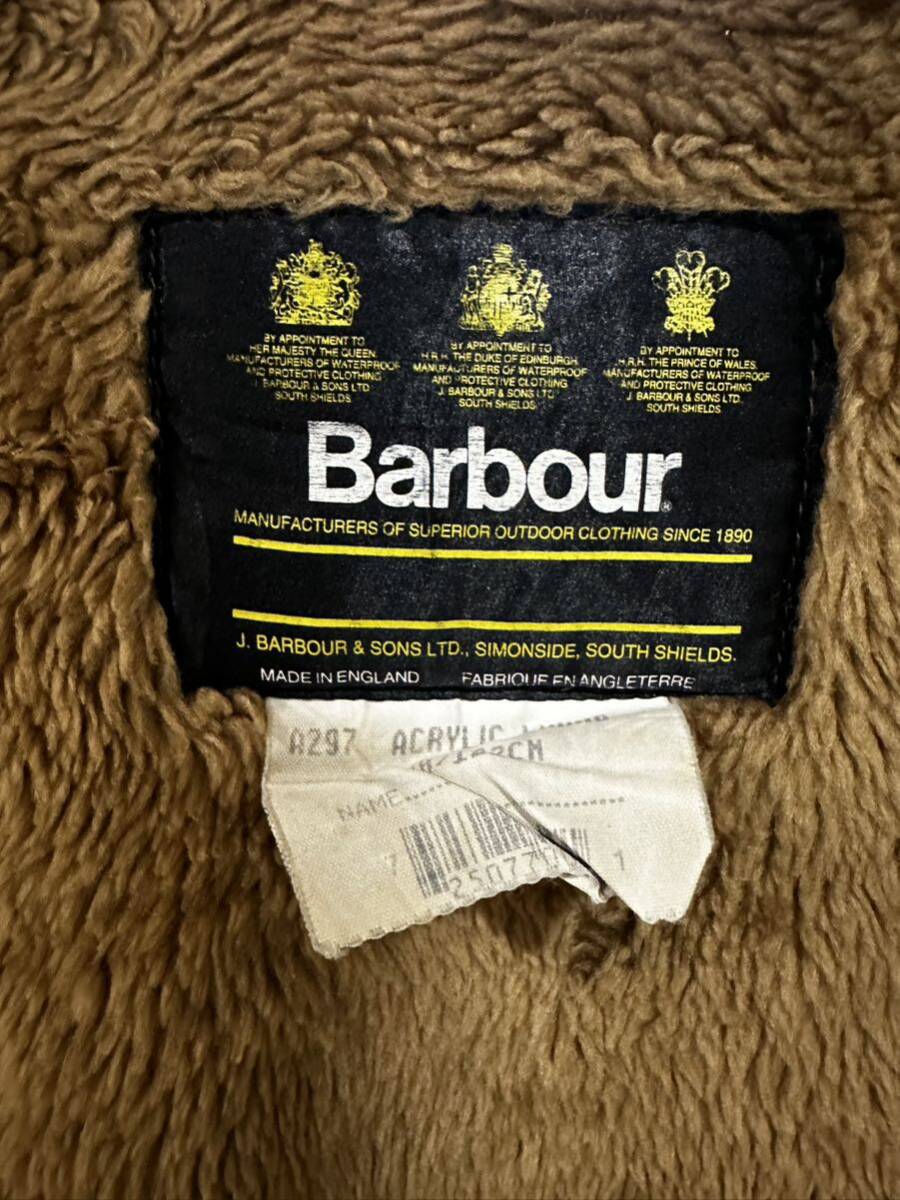 BY APPOINTMENT TO
HER MAJESTY THE QUEEN
MANUFACTURERS OF WATERPROOF
AND PROTECTIVE CLOTHING
J. BARBOUR & SONS LTD
SOUTH SHIELDS
BY APPOINTMENT TO
H.R.H. THE DUKE OF EDINBURGH
MANUFACTURERS OF WATERPROOF
AND PROTECTIVE CLOTHING
J. BARBOUR & SONS LTD.
SOUTH SHIELDS
BY APPOINTMENT TO
H.R.H. THE PRINCE OF WALES.
MANUFACTURERS OF WATERPROOF
AND PROTECTIVE CLOTHING
J. BARBOUR & SONS LTD.
SOUTH SHIELDS
Barbour®
MANUFACTURERS OF SUPERIOR OUTDOOR CLOTHING SINCE 1890
J. BARBOUR & SONS LTD., SIMONSIDE, SOUTH SHIELDS.
MADE IN ENGLAND FABRIQUE EN ANGLETERRE
A297 ACRYLIC
NAME
7 1